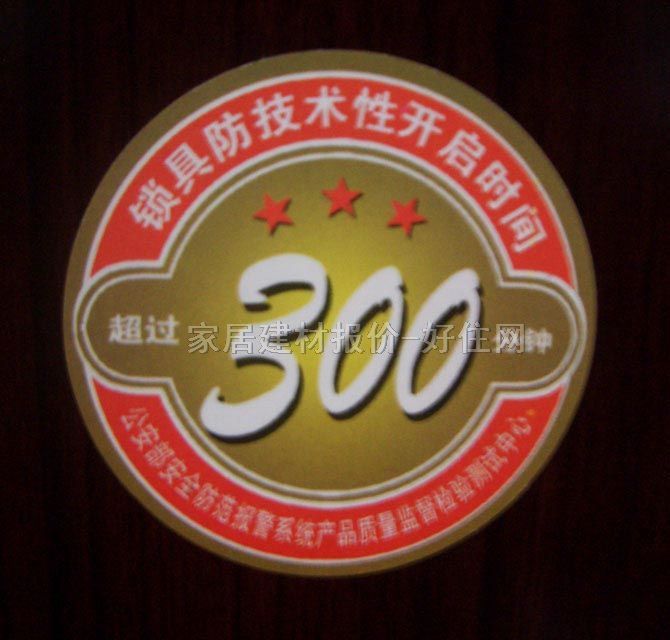 锁具防技术性开启时间
超过
300
分钟
家居建材报价-好住网
公安部安全防范报警系统产品质量监督检验测试中心